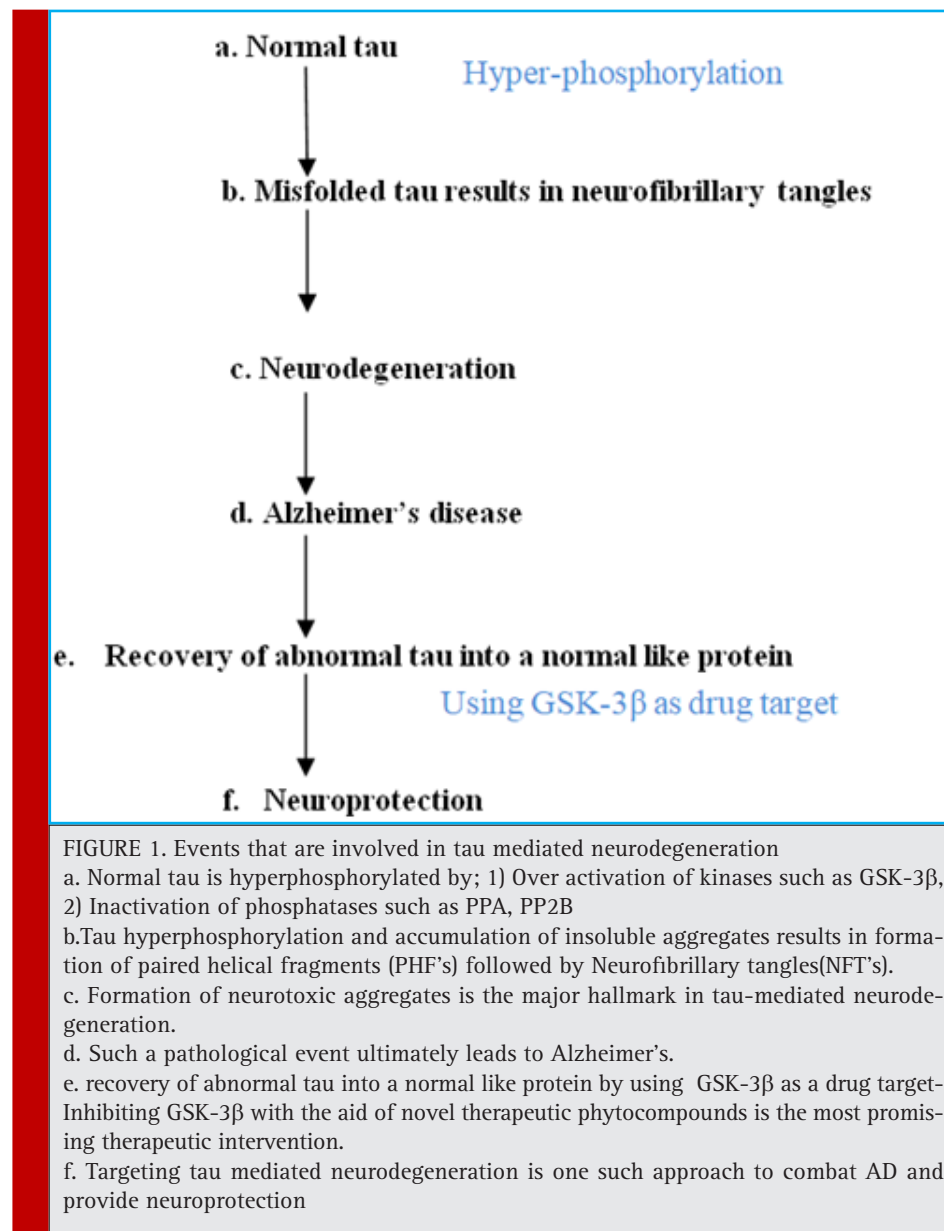 a. Normal tau
Hyper-phosphorylation
b. Misfolded tau results in neurofibrillary tangles
c. Neurodegeneration
d. Alzheimer's disease
e. Recovery of abnormal tau into a normal like protein
Using GSK-3β as drug target
f. Neuroprotection
FIGURE 1. Events that are involved in tau mediated neurodegeneration
a. Normal tau is hyperphosphorylated by; 1) Over activation of kinases such as GSK-3β,
2) Inactivation of phosphatases such as PPA, PP2B
b.Tau hyperphosphorylation and accumulation of insoluble aggregates results in forma-
tion of paired helical fragments (PHF's) followed by Neurofibrillary tangles(NFT's).
c. Formation of neurotoxic aggregates is the major hallmark in tau-mediated neurode-
generation.
d. Such a pathological event ultimately leads to Alzheimer's.
e. recovery of abnormal tau into a normal like protein by using GSK-3β as a drug target-
Inhibiting GSK-3β with the aid of novel therapeutic phytocompounds is the most promis-
ing therapeutic intervention.
f. Targeting tau mediated neurodegeneration is one such approach to combat AD and
provide neuroprotection